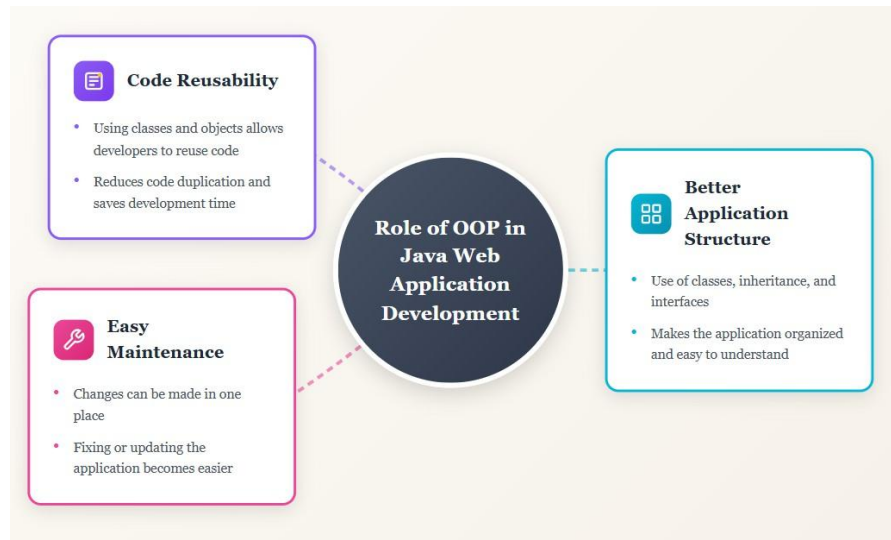 Code Reusability
• Using classes and objects allows
developers to reuse code
• Reduces code duplication and
saves development time
Easy
Maintenance
• Changes can be made in one
place
• Fixing or updating the
application becomes easier
Role of OOP in
Java Web
Application
Development
Better
Application
Structure
• Use of classes, inheritance, and
interfaces
• Makes the application organized
and easy to understand